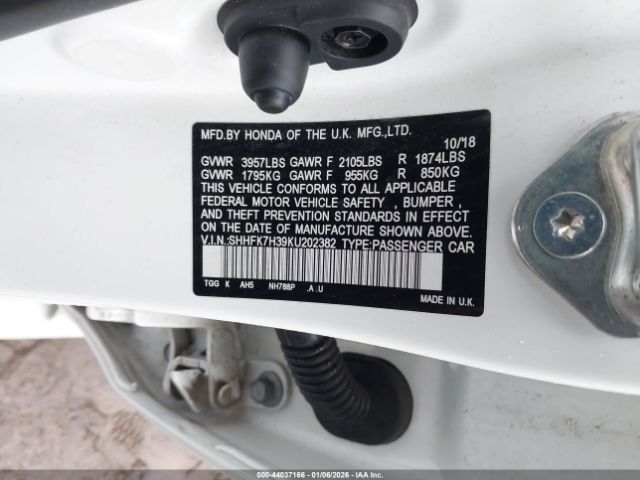 MFD.BY HONDA OF THE U.K. MFG.,LTD.
10/18
GVWR 3957LBS GAWR F 2105LBS R 1874LBS
GVWR 1795KG GAWR F 955KG R 850KG
THIS VEHICLE CONFORMS TO ALL APPLICABLE
FEDERAL MOTOR VEHICLE SAFETY , BUMPER ,
AND THEFT PREVENTION STANDARDS IN EFFECT
ON THE DATE OF MANUFACTURE SHOWN ABOVE.
V.I.N.:SHHFK7H39KU202382 TYPE:PASSENGER CAR
TGG K AH5 NH788P .A .U
MADE IN U.K.
000-44037166 - 01/06/2026 - IAAI.COM